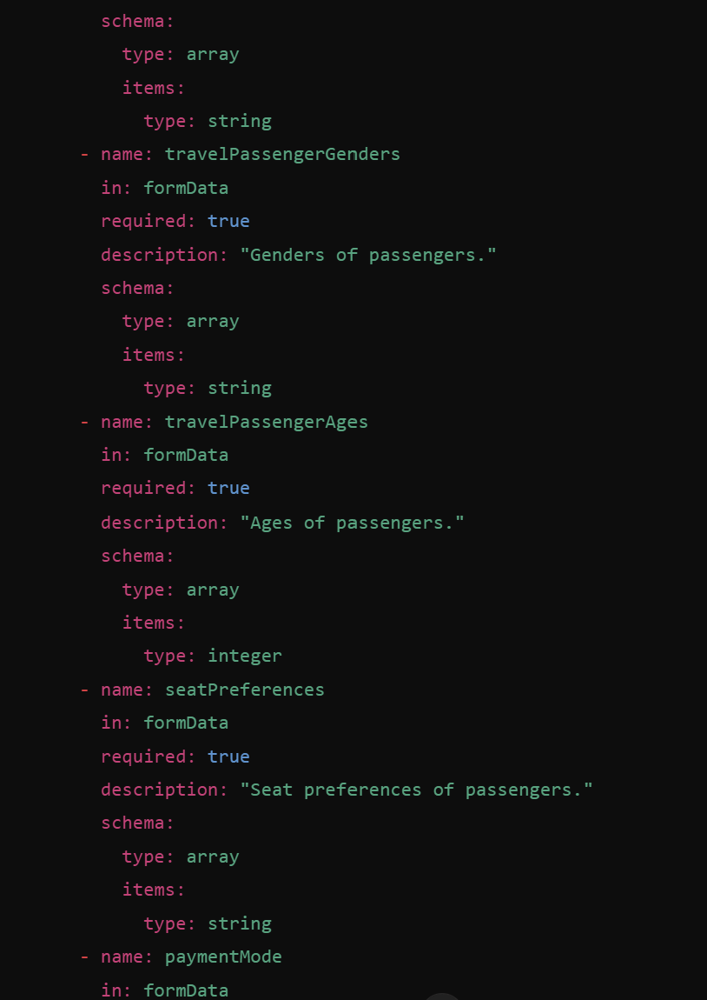 schema:
type: array
items:
type: string
- name: travelPassengerGenders
in: formData
required: true
description: "Genders of passengers."
schema:
type: array
items:
type: string
- name: travelPassengerAges
in: formData
required: true
description: "Ages of passengers."
schema:
type: array
items:
type: integer
- name: seatPreferences
in: formData
required: true
description: "Seat preferences of passengers."
schema:
type: array
items:
type: string
- name: paymentMode
in: formData